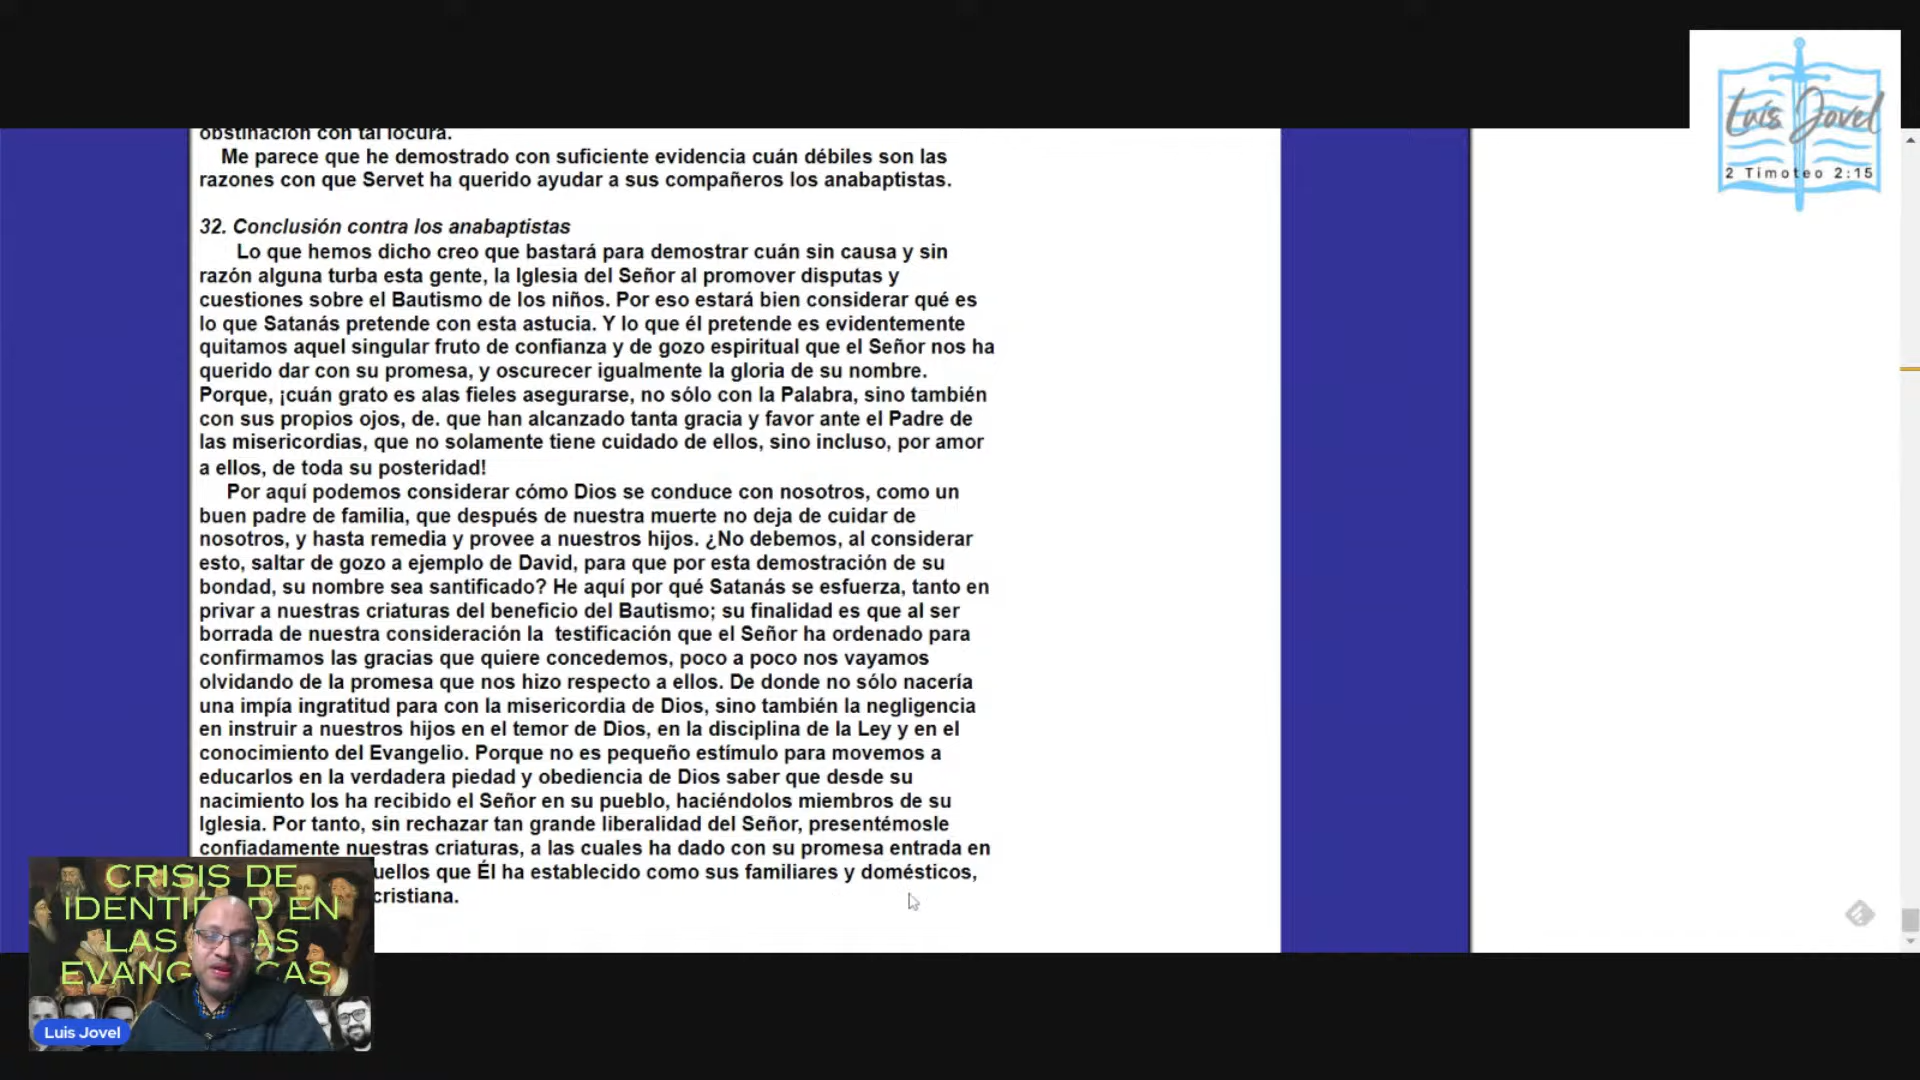 obstinación con tal locura.
Me parece que he demostrado con suficiente evidencia cuán débiles son las
razones con que Servet ha querido ayudar a sus compañeros los anabaptistas.
32. Conclusión contra los anabaptistas
Lo que hemos dicho creo que bastará para demostrar cuán sin causa y sin
razón alguna turba esta gente, la Iglesia del Señor al promover disputas y
cuestiones sobre el Bautismo de los niños. Por eso estará bien considerar qué es
lo que Satanás pretende con esta astucia. Y lo que él pretende es evidentemente
quitamos aquel singular fruto de confianza y de gozo espiritual que el Señor nos ha
querido dar con su promesa, y oscurecer igualmente la gloria de su nombre.
Porque, ¡cuán grato es alas fieles asegurarse, no sólo con la Palabra, sino también
con sus propios ojos, de. que han alcanzado tanta gracia y favor ante el Padre de
las misericordias, que no solamente tiene cuidado de ellos, sino incluso, por amor
a ellos, de toda su posteridad!
Por aquí podemos considerar cómo Dios se conduce con nosotros, como un
buen padre de familia, que después de nuestra muerte no deja de cuidar de
nosotros, y hasta remedia y provee a nuestros hijos. ¿No debemos, al considerar
esto, saltar de gozo a ejemplo de David, para que por esta demostración de su
bondad, su nombre sea santificado? He aquí por qué Satanás se esfuerza, tanto en
privar a nuestras criaturas del beneficio del Bautismo; su finalidad es que al ser
borrada de nuestra consideración la testificación que el Señor ha ordenado para
confirmamos las gracias que quiere concedemos, poco a poco nos vayamos
olvidando de la promesa que nos hizo respecto a ellos. De donde no sólo nacería
una impía ingratitud para con la misericordia de Dios, sino también la negligencia
en instruir a nuestros hijos en el temor de Dios, en la disciplina de la Ley y en el
conocimiento del Evangelio. Porque no es pequeño estímulo para movemos a
educarlos en la verdadera piedad y obediencia de Dios saber que desde su
nacimiento los ha recibido el Señor en su pueblo, haciéndolos miembros de su
Iglesia. Por tanto, sin rechazar tan grande liberalidad del Señor, presentémosle
confiadamente nuestras criaturas, a las cuales ha dado con su promesa entrada en
uellos que Él ha establecido como sus familiares y domésticos,
cristiana.
Luis Jovel
2 Timoteo 2:15
CRISIS DE
IDENTI D EN
LAS AS
EVANG CAS
Luis Jovel